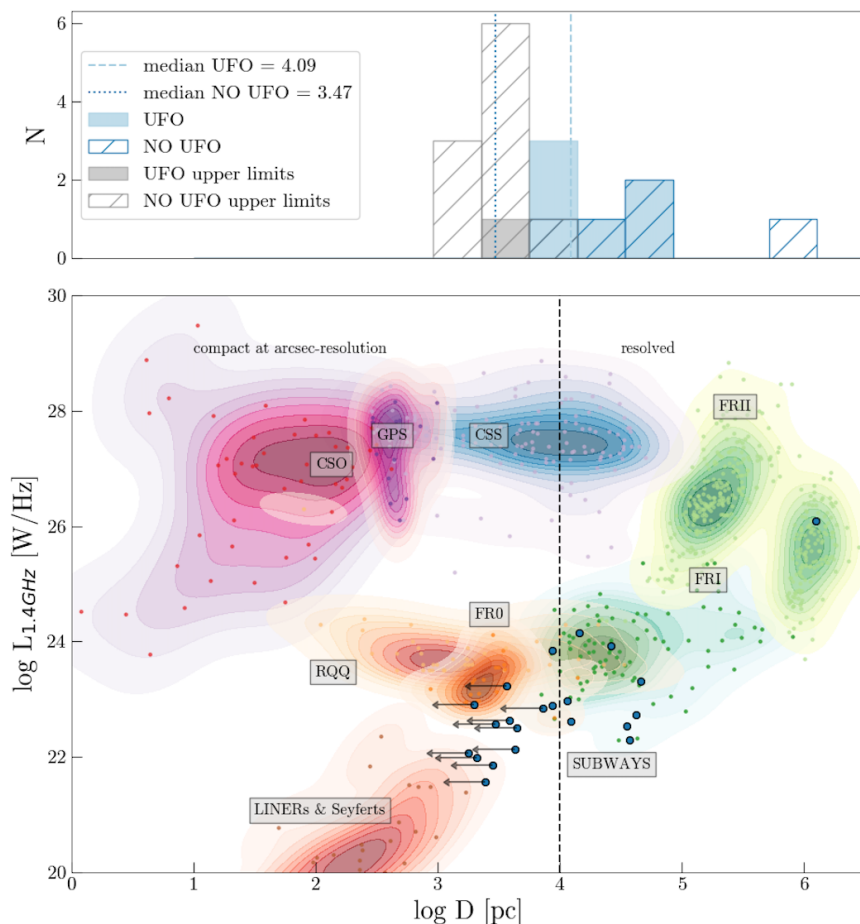 6
4
2
0
N
median UFO = 4.09
median NO UFO = 3.47
UFO
NO UFO
UFO upper limits
NO UFO upper limits
30
28
26
24
22
20
log L1.4GHz [W/Hz]
compact at arcsec-resolution
resolved
FRII
GPS
CSS
CSO
FRI
FR0
RQQ
SUBWAYS
LINERs & Seyferts
0 1 2 3 4 5 6
log D [pc]